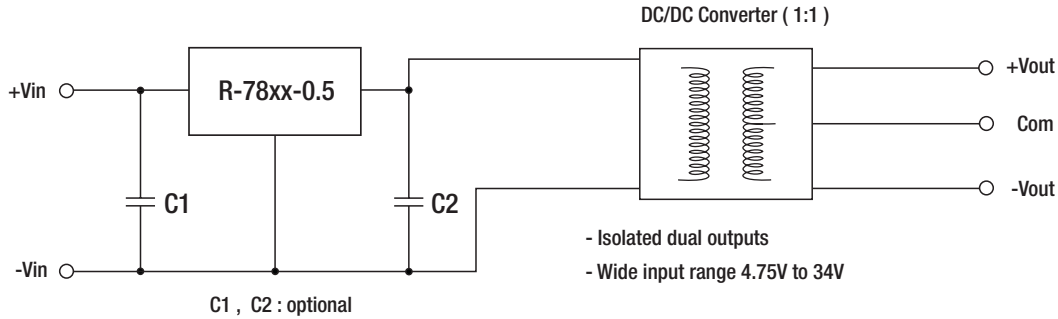 DC/DC Converter ( 1:1 )
+Vin
R-78xx-0.5
+Vout
Com
C1
C2
-Vout
- Isolated dual outputs
-Vin
- Wide input range 4.75V to 34V
C1 , C2 : optional